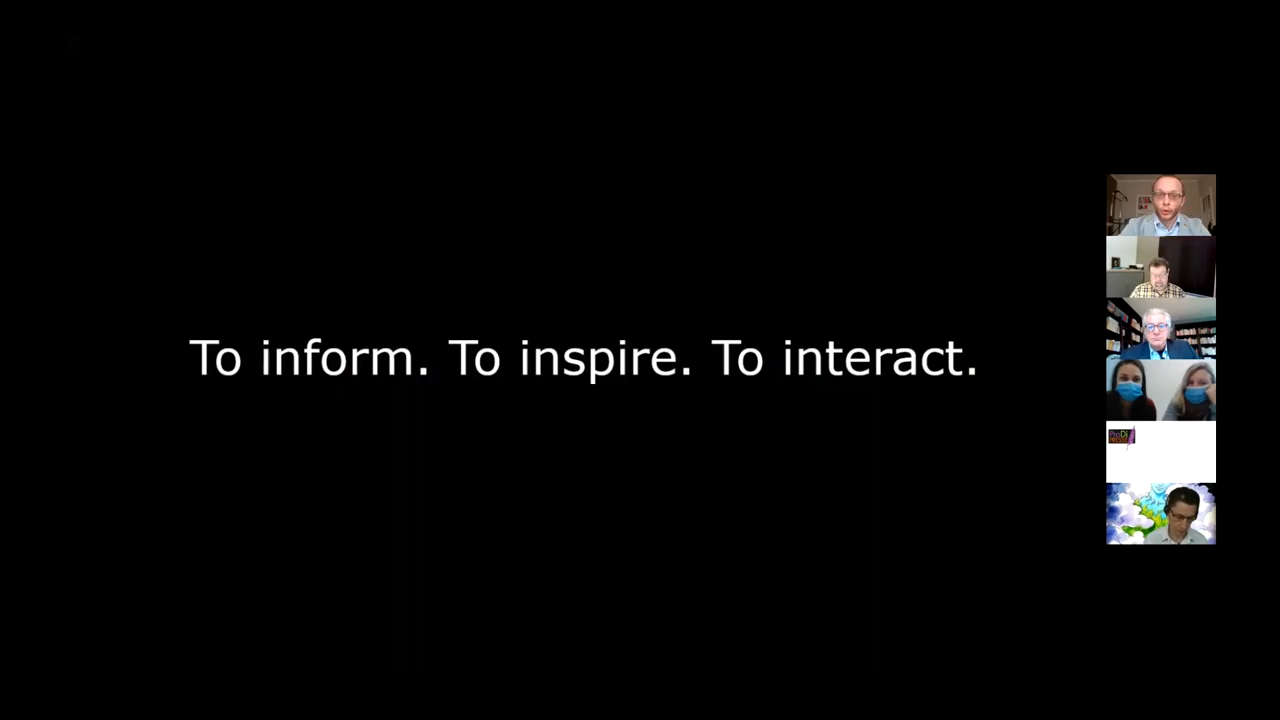 To inform. To inspire. To interact.